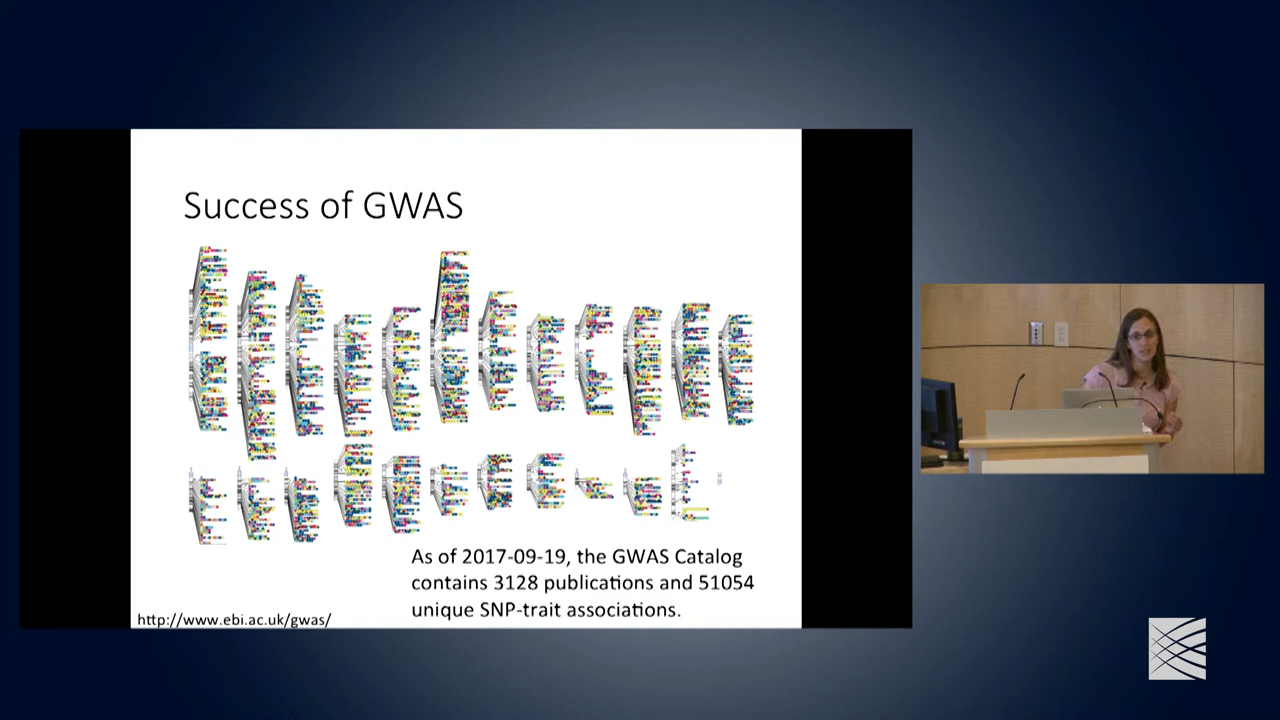 Success of GWAS
As of 2017-09-19, the GWAS Catalog
contains 3128 publications and 51054
unique SNP-trait associations.
http://www.ebi.ac.uk/gwas/